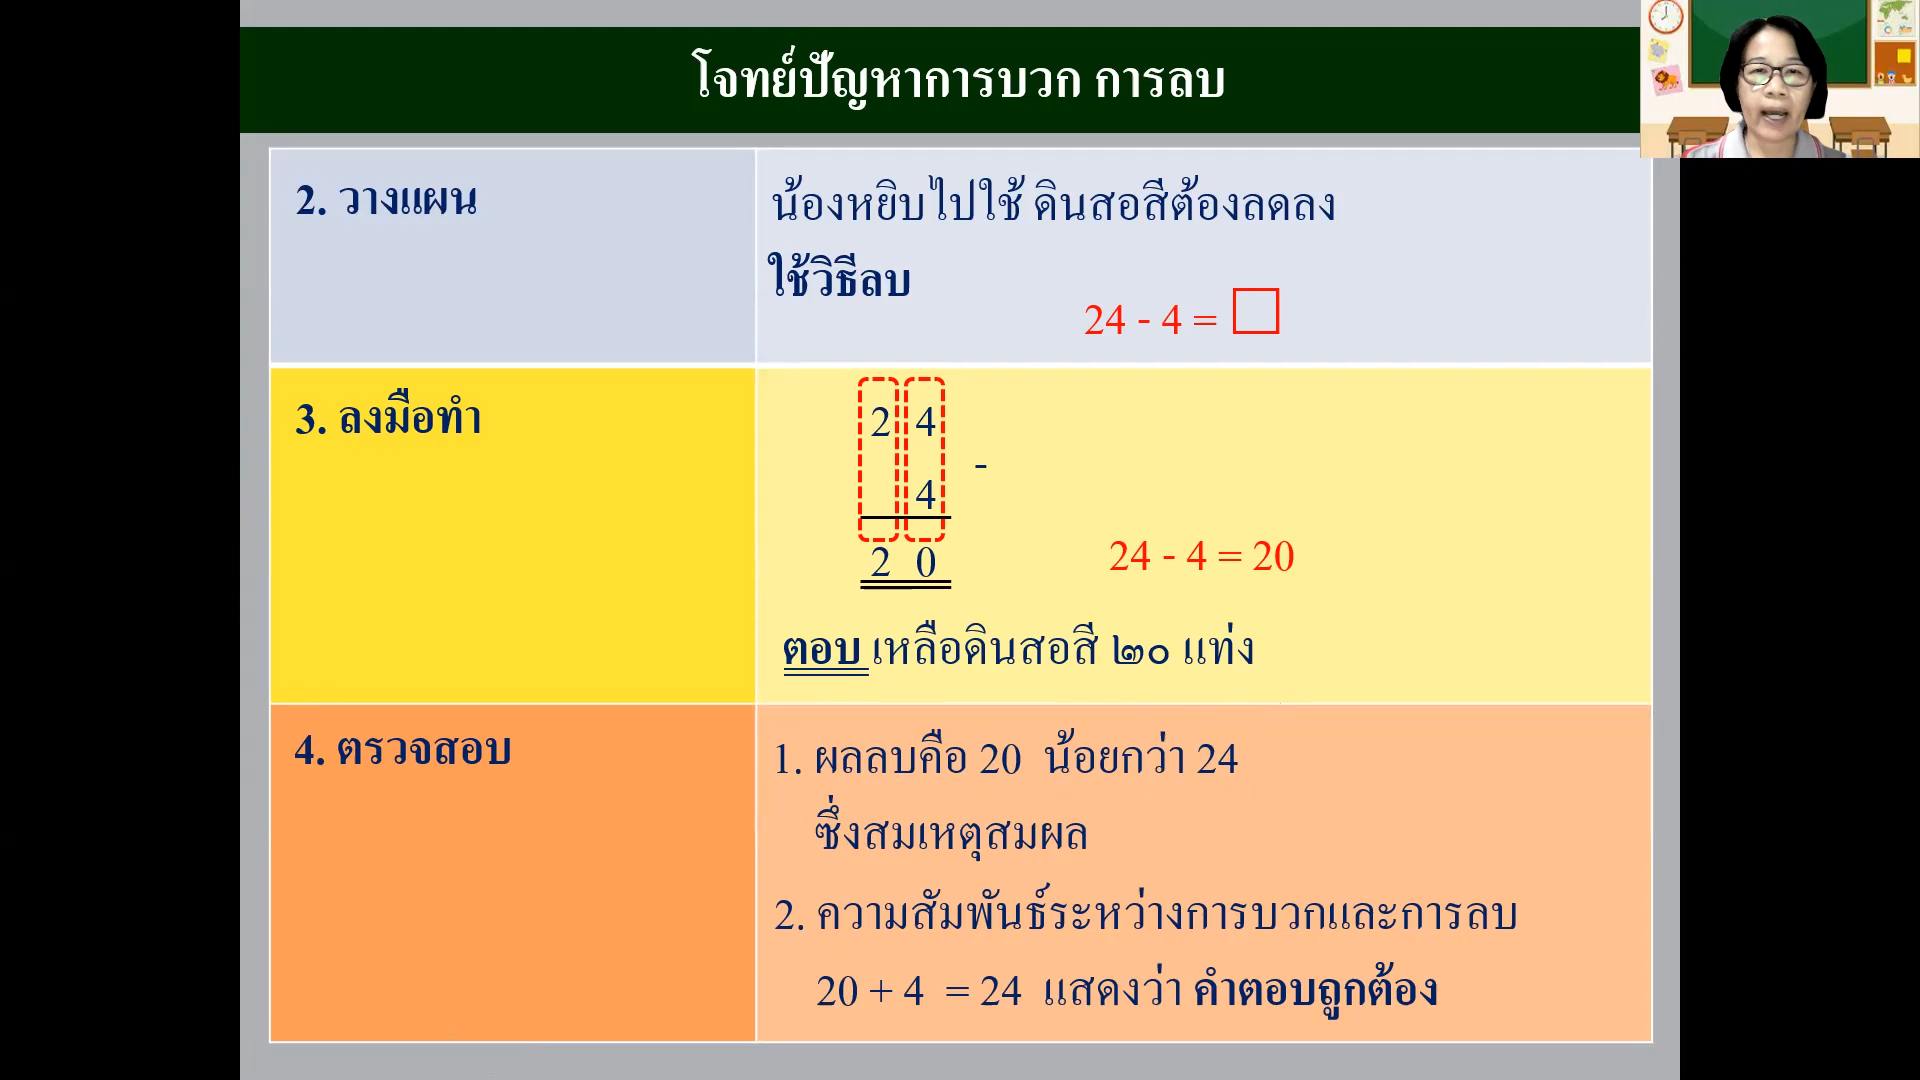 โจทย์ปัญหาการบวก การลบ
2. วางแผน
น้องหยิบไปใช้ ดินสอสีต้องลดลง
ใช้วิธีลบ
24 - 4 = □
3. ลงมือทำ
2 4
-
4
2 0
24 - 4 = 20
ตอบ เหลือดินสอสี ๒๐ แท่ง
4. ตรวจสอบ
1. ผลลบคือ 20 น้อยกว่า 24
ซึ่งสมเหตุสมผล
2. ความสัมพันธ์ระหว่างการบวกและการลบ
20 + 4 = 24 แสดงว่า คำตอบถูกต้อง